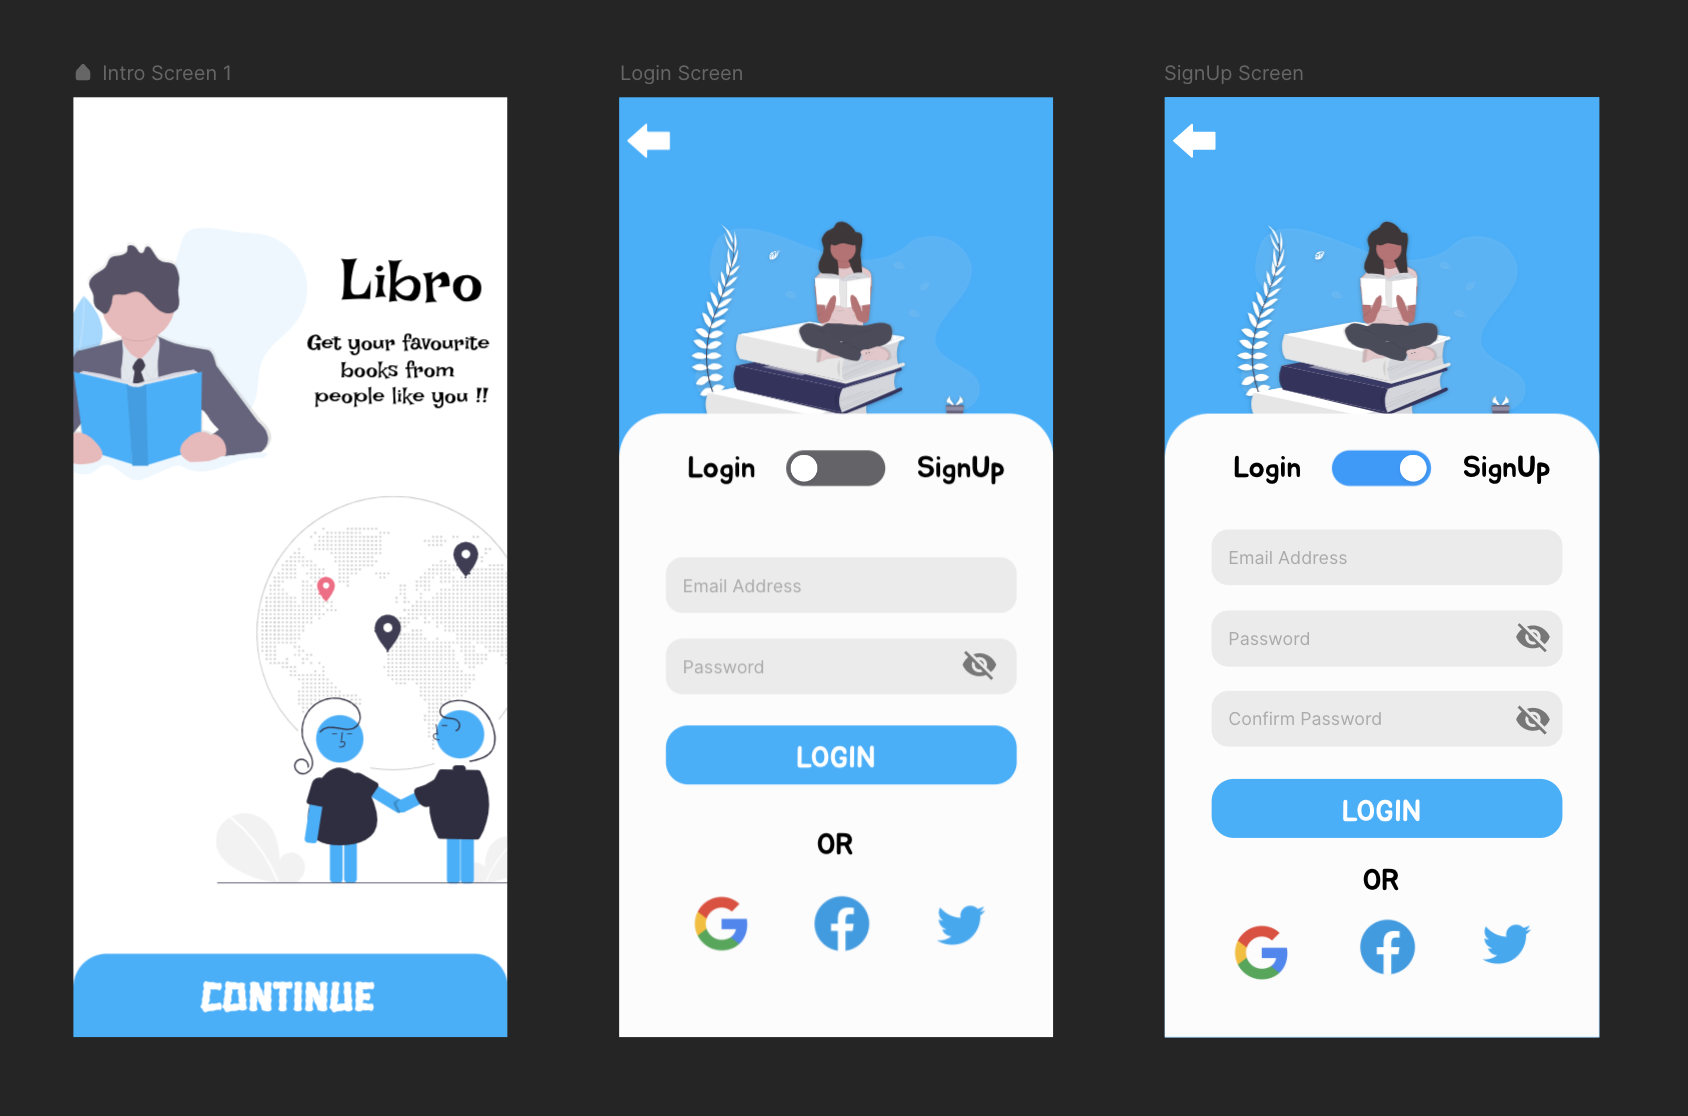 Intro Screen 1
Libro
Get your favourite
books from
people like you !!
CONTINUE
Login Screen
Login SignUp
Email Address
Password
LOGIN
OR
SignUp Screen
Login SignUp
Email Address
Password
Confirm Password
LOGIN
OR